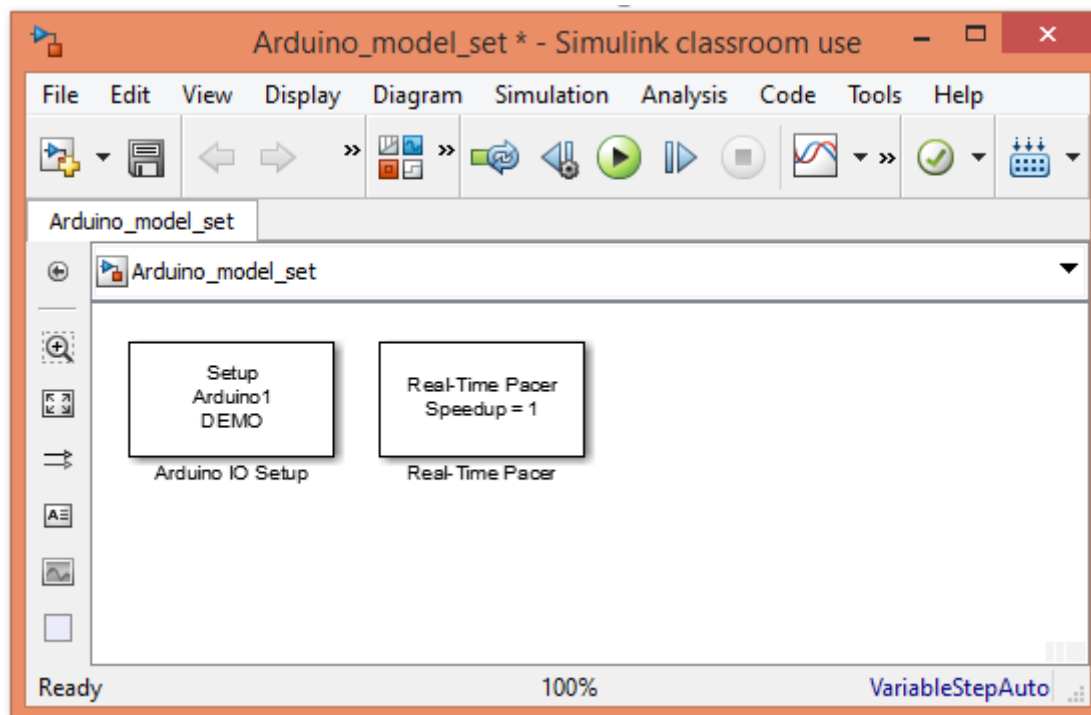 Arduino_model_set * - Simulink classroom use
File Edit View Display Diagram Simulation Analysis Code Tools Help
Arduino_model_set
Arduino_model_set
Setup
Arduino1
DEMO
Arduino IO Setup
Real-Time Pacer
Speedup = 1
Real-Time Pacer
Ready 100% VariableStepAuto